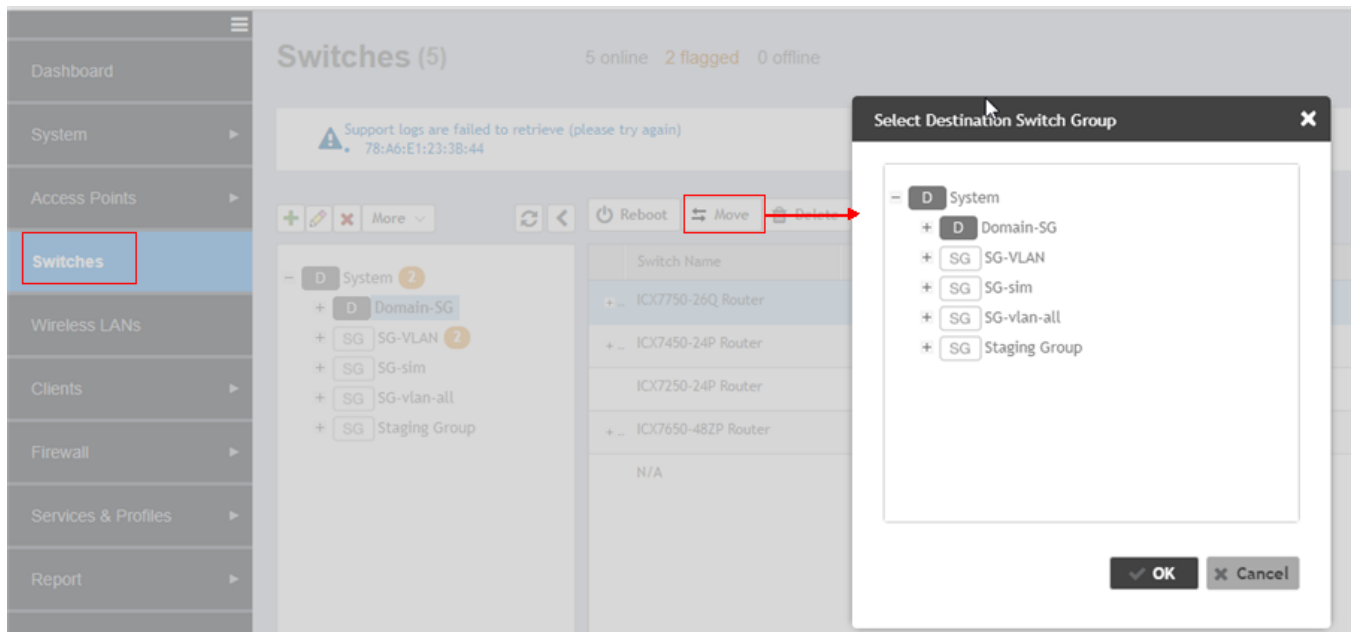 Dashboard
System
Access Points
Switches
Wireless LANs
Clients
Firewall
Services & Profiles
Report
Switches (5)
5 online 2 flagged 0 offline
Support logs are failed to retrieve (please try again)
78:A6:E1:23:3B:44
More
Reboot Move Delete
D System 2
D Domain-SG
SG SG-VLAN 2
SG SG-sim
SG SG-vlan-all
SG Staging Group
Switch Name
ICX7750-26Q Router
ICX7450-24P Router
ICX7250-24P Router
ICX7650-48ZP Router
N/A
Select Destination Switch Group
D System
D Domain-SG
SG SG-VLAN
SG SG-sim
SG SG-vlan-all
SG Staging Group
OK Cancel